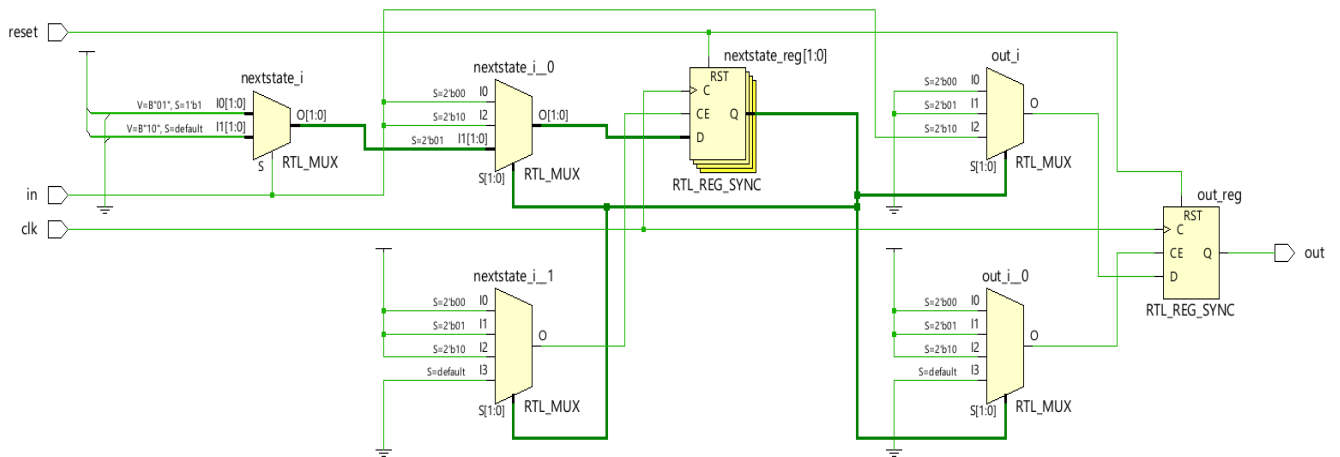 reset
nextstate_i
V=B"01", S=1'b1 I0[1:0]
V=B"10", S=default I1[1:0]
O[1:0]
S
RTL_MUX
in
clk
nextstate_i__0
S=2'b00 I0
S=2'b10 I2
S=2'b01 I1[1:0]
O[1:0]
S[1:0]
RTL_MUX
nextstate_reg[1:0]
RST
C
CE
D
Q
RTL_REG_SYNC
out_i
S=2'b00 I0
S=2'b01 I1
S=2'b10 I2
O
S[1:0]
RTL_MUX
nextstate_i__1
S=2'b00 I0
S=2'b01 I1
S=2'b10 I2
S=default I3
O
S[1:0]
RTL_MUX
out_i__0
S=2'b00 I0
S=2'b01 I1
S=2'b10 I2
S=default I3
O
S[1:0]
RTL_MUX
out_reg
RST
C
CE
D
Q
RTL_REG_SYNC
out